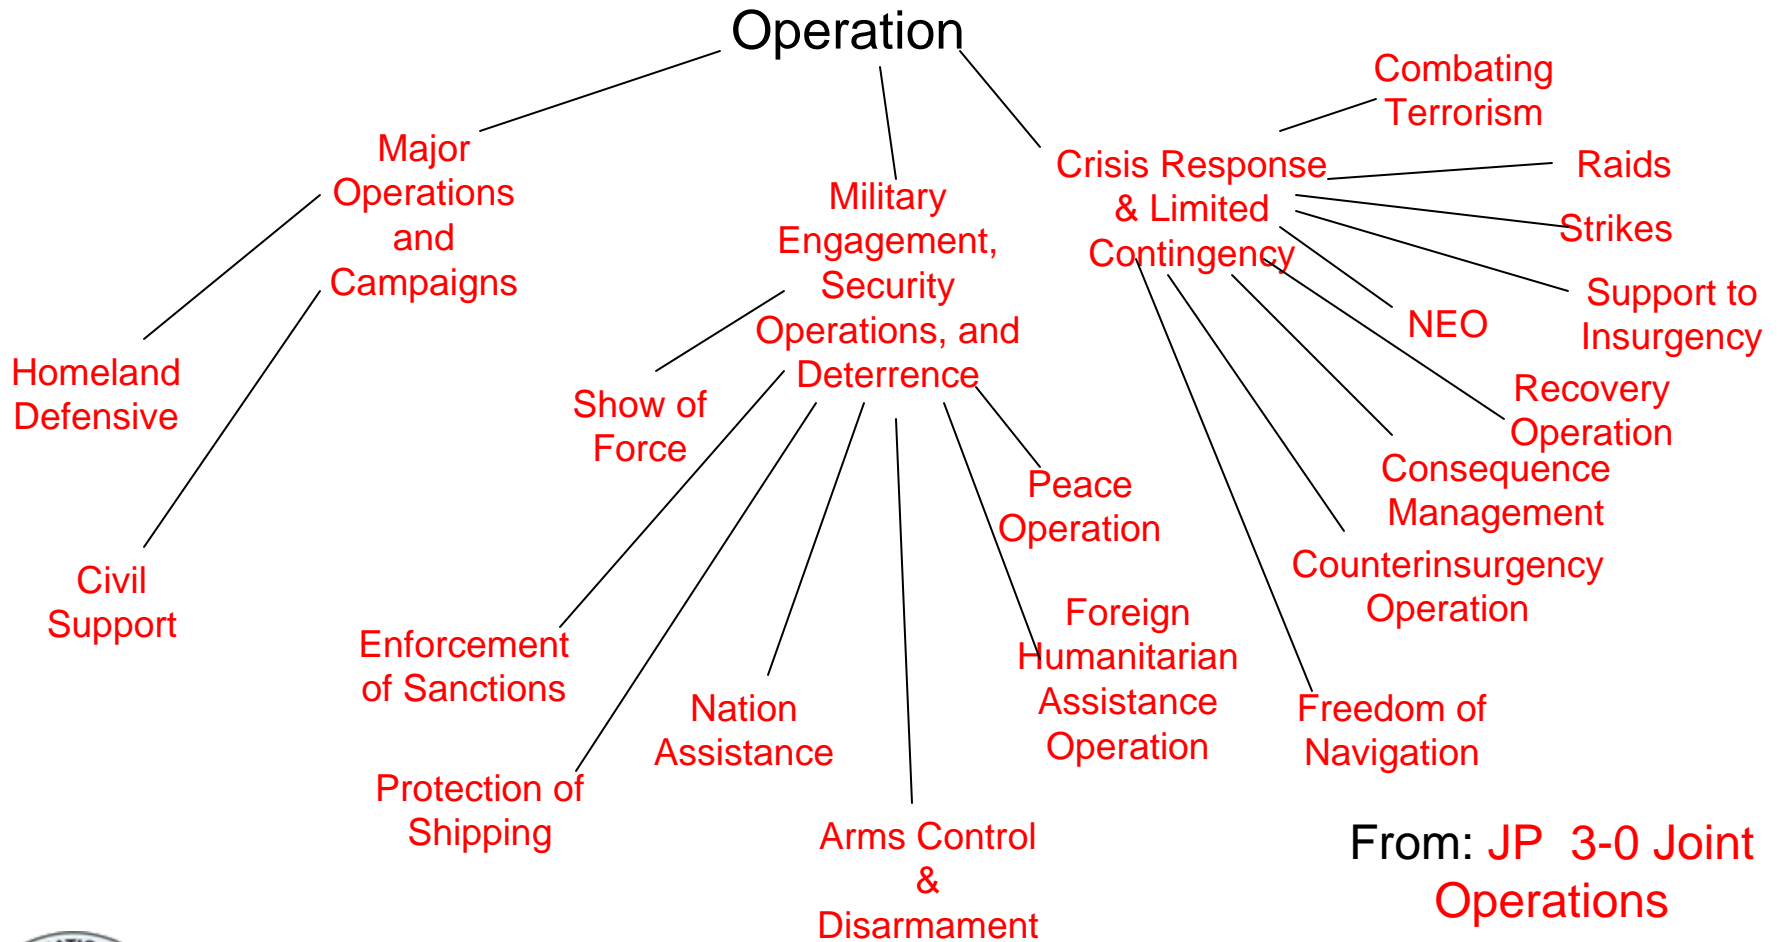 Operation
Major
Operations
and
Campaigns
Homeland
Defensive
Civil
Support
Military
Engagement,
Security
Operations, and
Deterrence
Show of
Force
Enforcement
of Sanctions
Protection of
Shipping
Nation
Assistance
Arms Control
&
Disarmament
Foreign
Humanitarian
Assistance
Operation
Peace
Operation
Crisis Response
& Limited
Contingency
Combating
Terrorism
Raids
Strikes
Support to
Insurgency
NEO
Recovery
Operation
Consequence
Management
Counterinsurgency
Operation
Freedom of
Navigation
From: JP 3-0 Joint
Operations